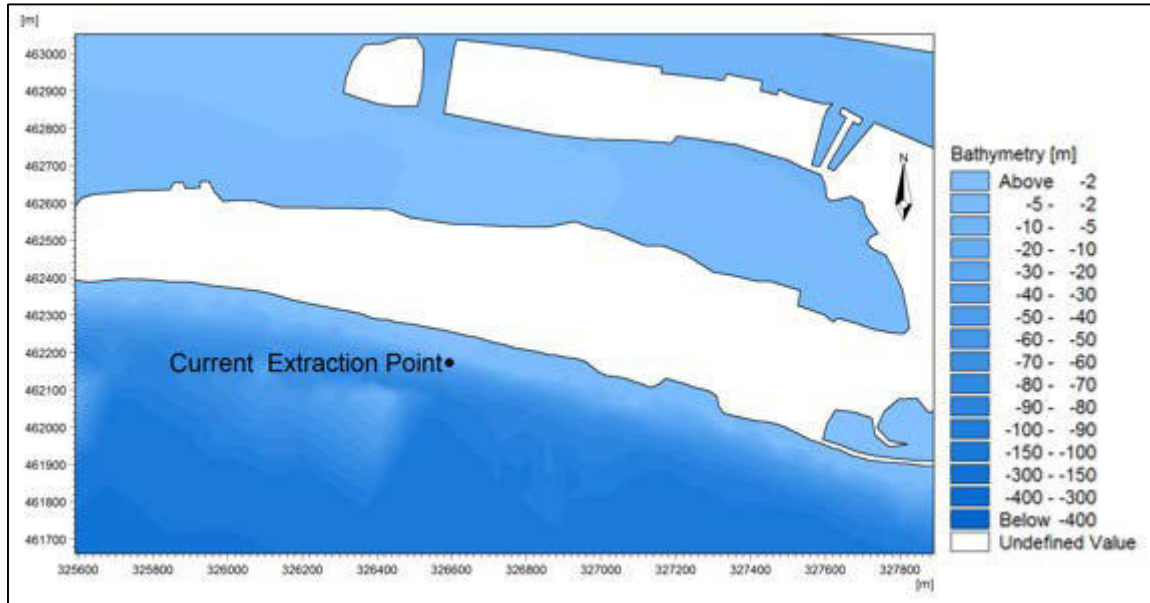 [m]
463000
462900
462800
462700
462600
462500
462400
462300
462200
462100
462000
461900
461800
461700
Current Extraction Point
N
325600 325800 326000 326200 326400 326600 326800 327000 327200 327400 327600 327800
[m]
Bathymetry [m]
Above -2
-5 - -2
-10 - -5
-20 - -10
-30 - -20
-40 - -30
-50 - -40
-60 - -50
-70 - -60
-80 - -70
-90 - -80
-100 - -90
-150 - -100
-300 - -150
-400 - -300
Below -400
Undefined Value